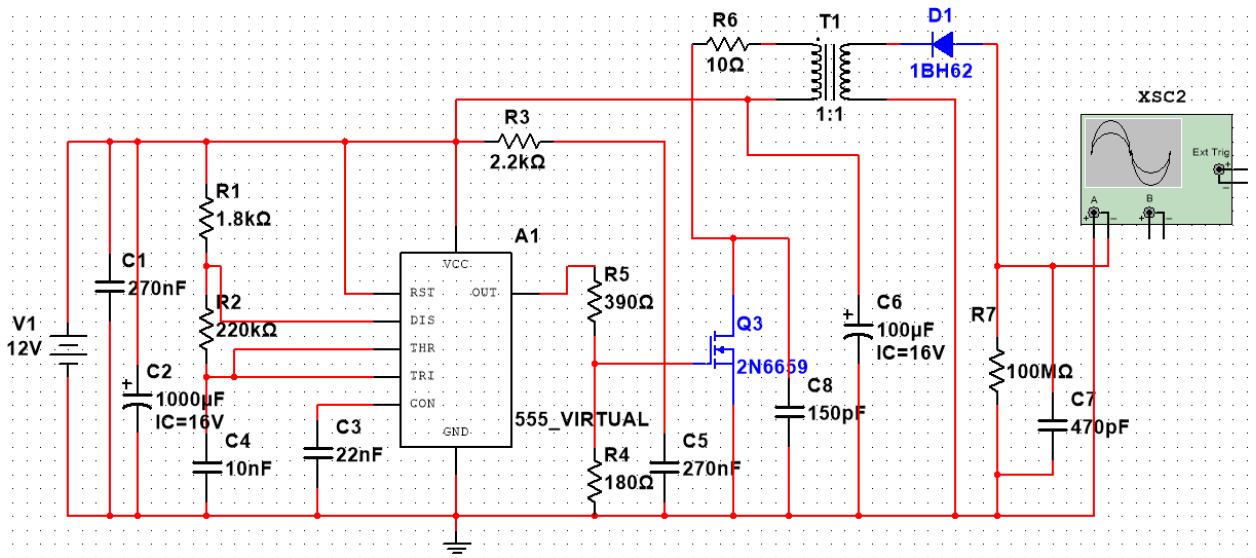 R6
10Ω
T1
1:1
D1
1BH62
XSC2
Ext Trig
+
−
A
B
+
−
+
−
R3
2.2kΩ
R1
1.8kΩ
C1
270nF
R2
220kΩ
V1
12V
+
C2
1000µF
IC=16V
C4
10nF
C3
22nF
A1
VCC
RST
OUT
DIS
THR
TRI
CON
GND
555_VIRTUAL
R5
390Ω
R4
180Ω
Q3
2N6659
C5
270nF
C8
150pF
+
C6
100µF
IC=16V
R7
100MΩ
C7
470pF